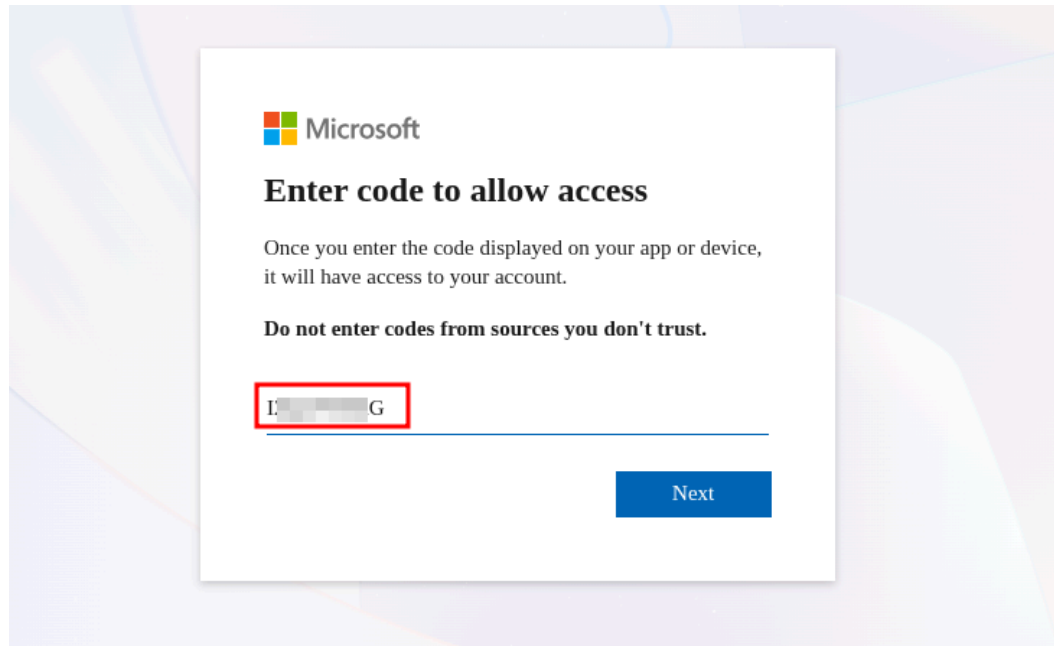 Microsoft
Enter code to allow access
Once you enter the code displayed on your app or device,
it will have access to your account.
Do not enter codes from sources you don't trust.
Next